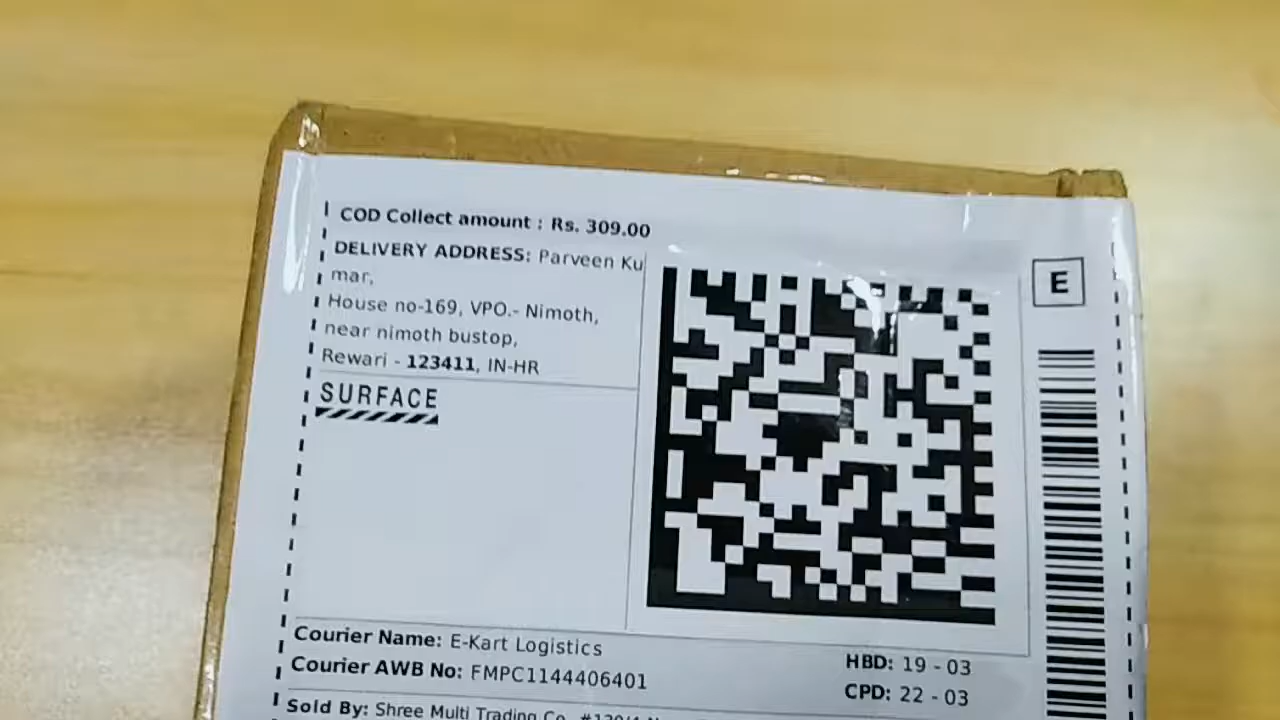 COD Collect amount : Rs. 309.00
DELIVERY ADDRESS: Parveen Ku
mar,
House no-169, VPO.- Nimoth,
near nimoth bustop,
Rewari - 123411, IN-HR
SURFACE
E
Courier Name: E-Kart Logistics
Courier AWB No: FMPC1144406401
HBD: 19 - 03
CPD: 22 - 03
Sold By: Shree Multi Trading Co.